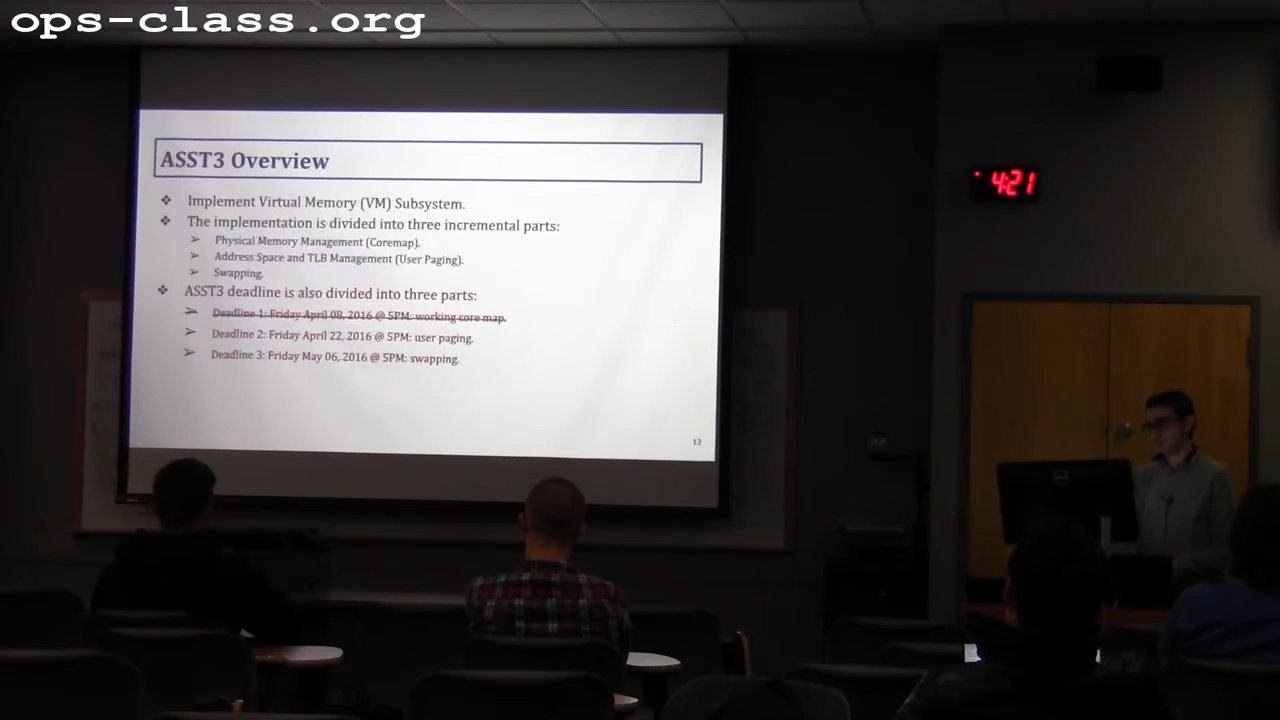 ops-class.org
ASST3 Overview
❖ Implement Virtual Memory (VM) Subsystem.
❖ The implementation is divided into three incremental parts:
➢ Physical Memory Management (Coremap).
➢ Address Space and TLB Management (User Paging).
➢ Swapping.
❖ ASST3 deadline is also divided into three parts:
➢ Deadline 1: Friday April 08, 2016 @ 5PM: working core map.
➢ Deadline 2: Friday April 22, 2016 @ 5PM: user paging.
➢ Deadline 3: Friday May 06, 2016 @ 5PM: swapping.
4:21